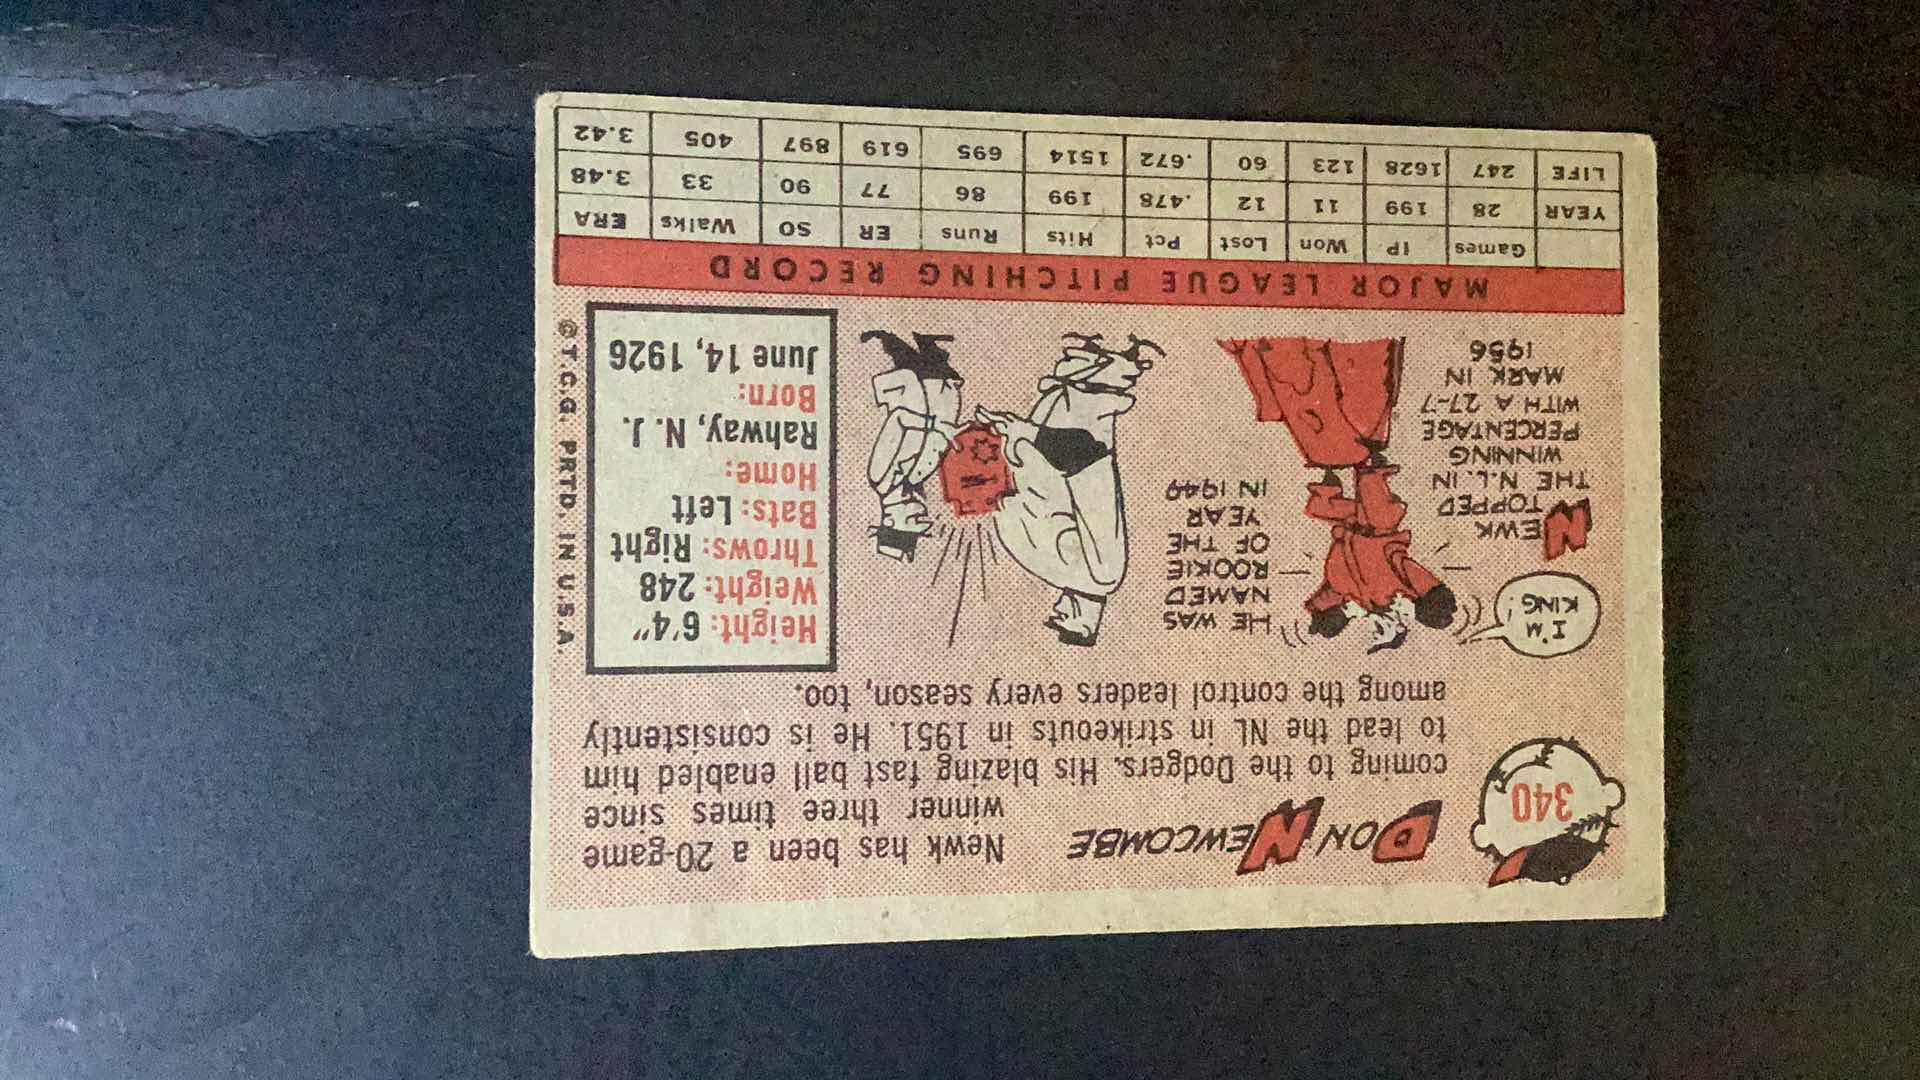 340
DON NEWCOMBE
Newk has been a 20-game
winner three times since
coming to the Dodgers. His blazing fast ball enabled him
to lead the NL in strikeouts in 1951. He is consistently
among the control leaders every season, too.
I'M
KING!
NEWK
TOPPED
THE N.L. IN
WINNING
PERCENTAGE
WITH A 27-7
MARK IN
1956
HE WAS
NAMED
ROOKIE
OF THE
YEAR
IN 1949
Height: 6'4"
Weight: 248
Throws: Right
Bats: Left
Home:
Rahway, N. J.
Born:
June 14, 1926
© T.C.G. PRTD. IN U.S.A.
MAJOR LEAGUE PITCHING RECORD
Games IP Won Lost Pct Hits Runs ER SO Walks ERA
YEAR 28 199 11 12 .478 199 86 77 90 33 3.48
LIFE 247 1628 123 60 .672 1514 695 619 897 405 3.42